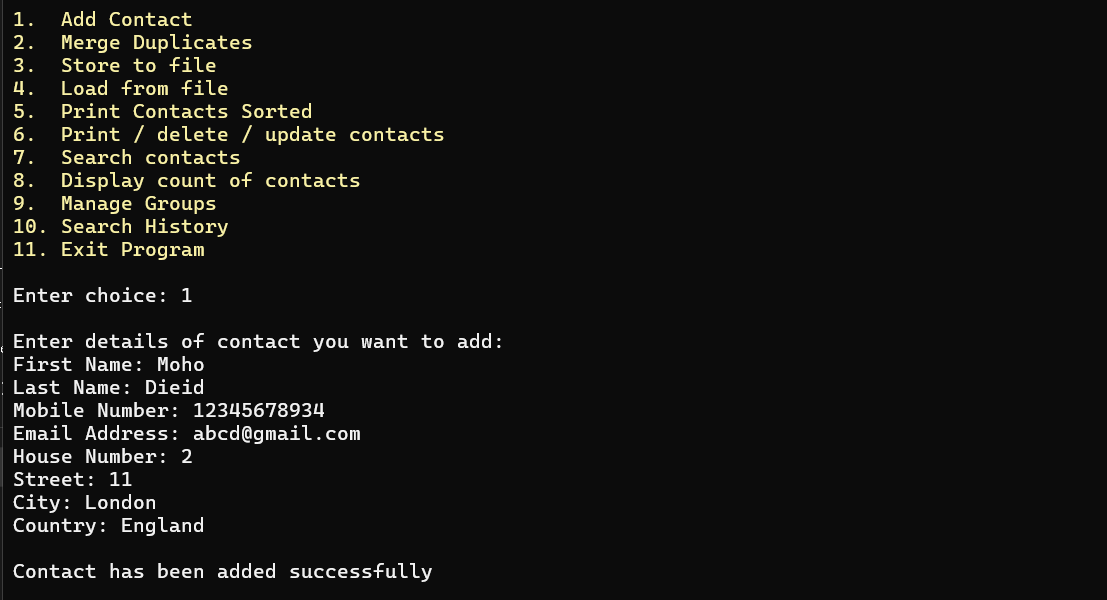 1.  Add Contact
2.  Merge Duplicates
3.  Store to file
4.  Load from file
5.  Print Contacts Sorted
6.  Print / delete / update contacts
7.  Search contacts
8.  Display count of contacts
9.  Manage Groups
10. Search History
11. Exit Program
Enter choice: 1
Enter details of contact you want to add:
First Name: Moho
Last Name: Dieid
Mobile Number: 12345678934
Email Address: abcd@gmail.com
House Number: 2
Street: 11
City: London
Country: England
Contact has been added successfully